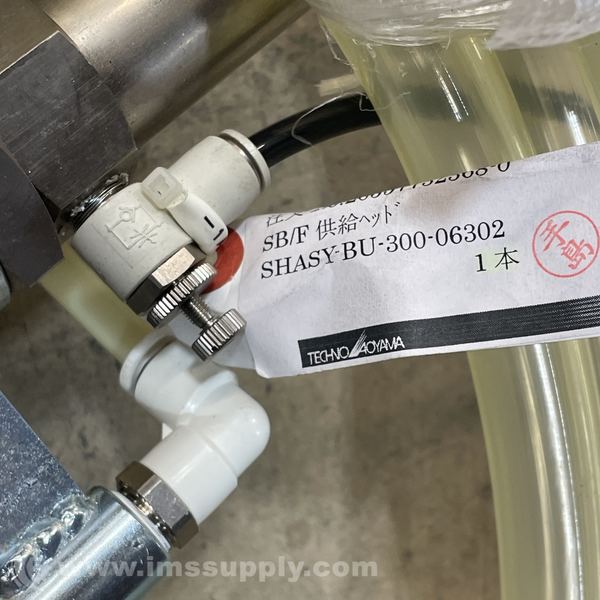 SB/F 供給ヘッド
SHASY-BU-300-06302
1本
手島
TECHNO AOYAMA
www.imssupply.com